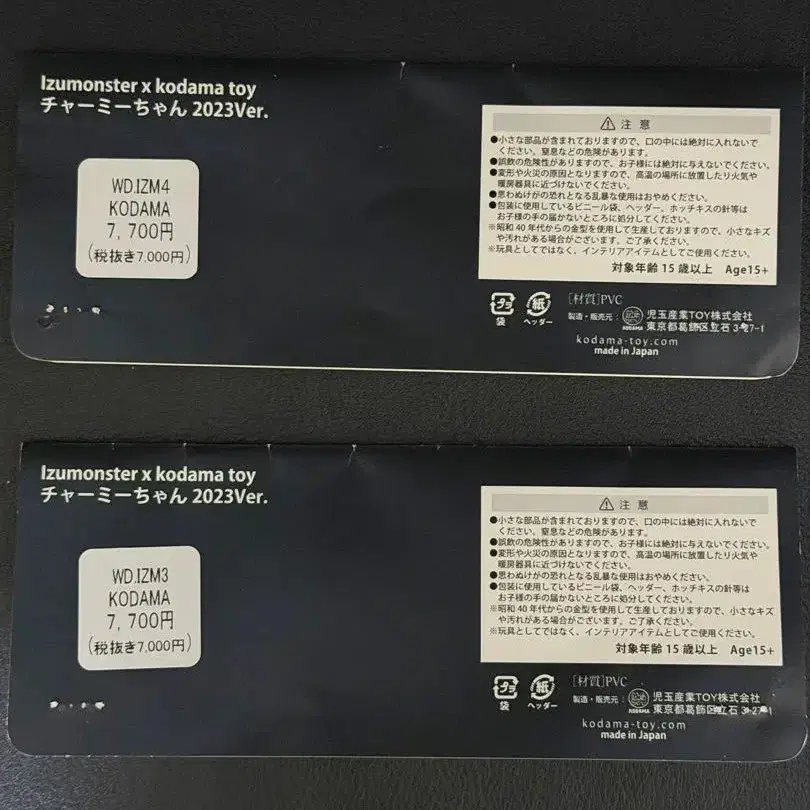 Izumonster x kodama toy
チャーミーちゃん 2023Ver.
WD.IZM4
KODAMA
7,700円
(税抜き7,000円)
⚠ 注 意
●小さな部品が含まれておりますので、口の中には絶対に入れないで
ください。窒息などの危険があります。
●誤飲の危険性がありますので、お子様には絶対に与えないでください。
●変形や火災の原因となりますので、高温の場所に放置したり火気や
暖房器具に近づけないでください。
●思わぬけがの恐れとなる乱暴な使用はおやめください。
●包装に使用しているビニール袋、ヘッダー、ホッチキスの針等は
お子様の手の届かないところに処分してください。
※昭和 40 年代からの金型を使用して生産しておりますので、小さなキズ
や汚れがある場合がございます。ご了承ください。
※玩具としてではなく、インテリアアイテムとしてご使用ください。
対象年齢 15 歳以上 Age15+
プラ
袋
紙
ヘッダー
[材質]PVC
製造・販売元:
KODAMA
児玉産業TOY株式会社
東京都葛飾区立石 3-27-1
kodama-toy.com
made in Japan
Izumonster x kodama toy
チャーミーちゃん 2023Ver.
WD.IZM3
KODAMA
7,700円
(税抜き7,000円)
⚠ 注 意
●小さな部品が含まれておりますので、口の中には絶対に入れないで
ください。窒息などの危険があります。
●誤飲の危険性がありますので、お子様には絶対に与えないでください。
●変形や火災の原因となりますので、高温の場所に放置したり火気や
暖房器具に近づけないでください。
●思わぬけがの恐れとなる乱暴な使用はおやめください。
●包装に使用しているビニール袋、ヘッダー、ホッチキスの針等は
お子様の手の届かないところに処分してください。
※昭和 40 年代からの金型を使用して生産しておりますので、小さなキズ
や汚れがある場合がございます。ご了承ください。
※玩具としてではなく、インテリアアイテムとしてご使用ください。
対象年齢 15 歳以上 Age15+
プラ
袋
紙
ヘッダー
[材質]PVC
製造・販売元:
KODAMA
児玉産業TOY株式会社
東京都葛飾区立石 3-27-1
kodama-toy.com
made in Japan